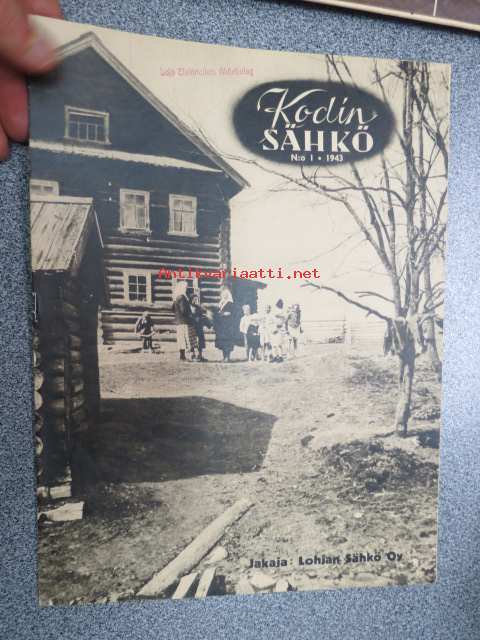 Kodin
SÄHKÖ
N:o 1 • 1943
Antikvariaatti.net
Jakaja: Lohjan Sähkö Oy